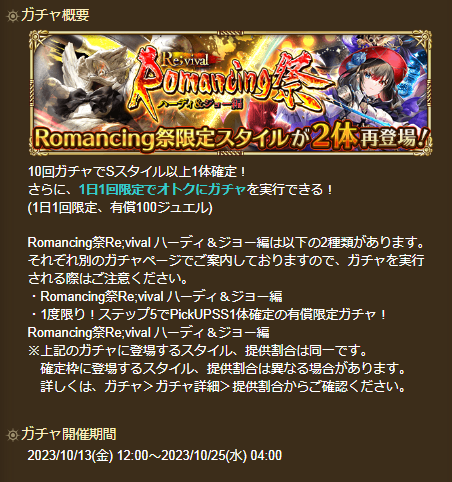 ガチャ概要
Re;vival
Romancing祭
ハーディ＆ジョー編
Romancing祭限定スタイルが2体再登場！
10回ガチャでSスタイル以上1体確定！
さらに、1日1回限定でオトクにガチャを実行できる！
(1日1回限定、有償100ジュエル)
Romancing祭Re;vival ハーディ＆ジョー編は以下の2種類があります。
それぞれ別のガチャページでご案内しておりますので、ガチャを実行
される際はご注意ください。
・Romancing祭Re;vival ハーディ＆ジョー編
・1度限り！ステップ5でPickUPSS1体確定の有償限定ガチャ！
Romancing祭Re;vival ハーディ＆ジョー編
※上記のガチャに登場するスタイル、提供割合は同一です。
確定枠に登場するスタイル、提供割合は異なる場合があります。
詳しくは、ガチャ＞ガチャ詳細＞提供割合からご確認ください。
ガチャ開催期間
2023/10/13(金) 12:00～2023/10/25(水) 04:00